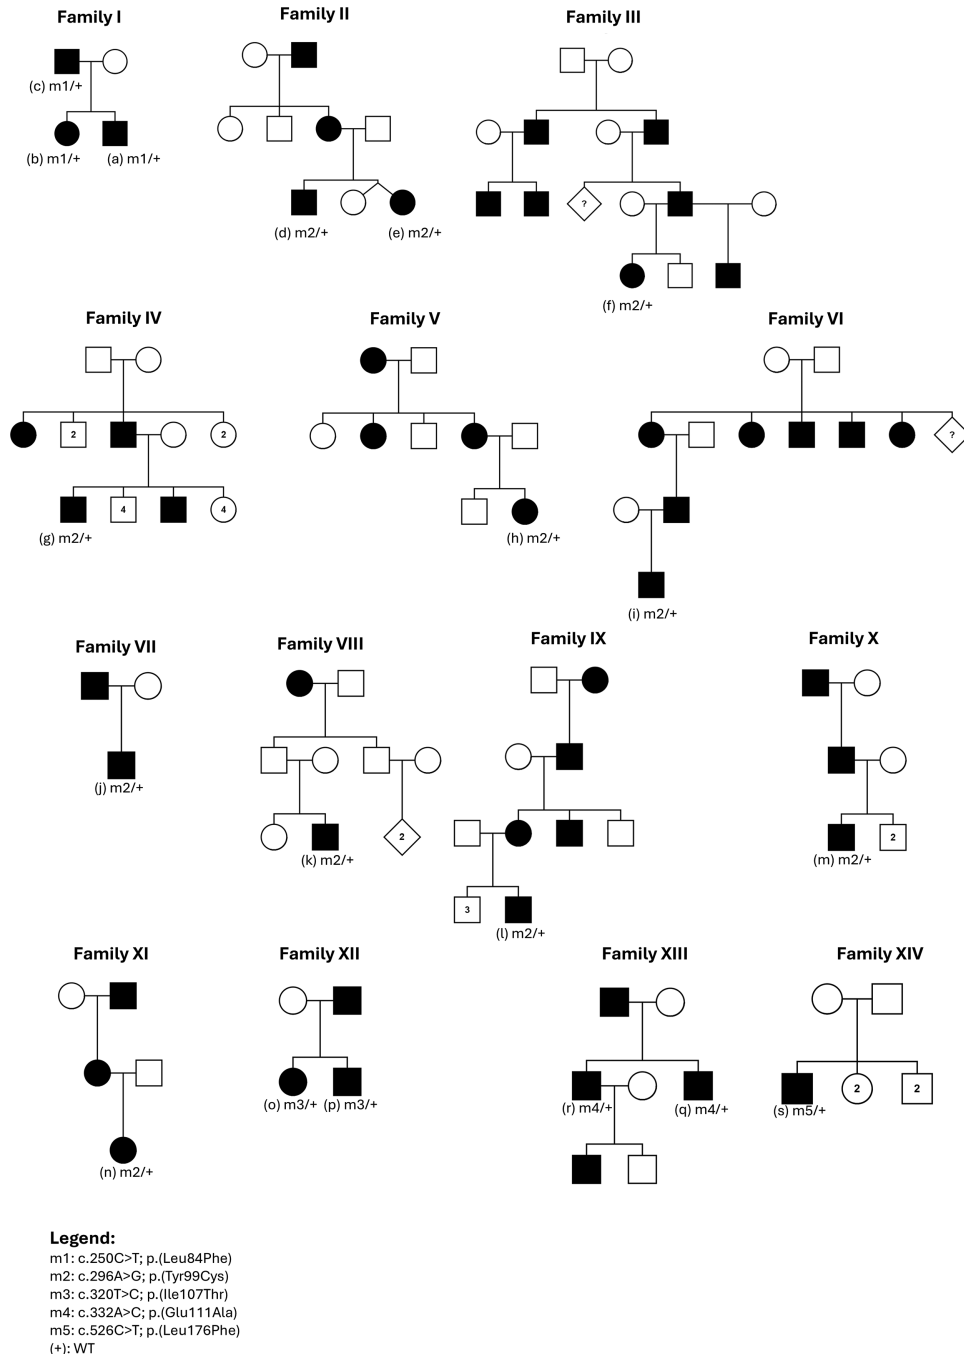 Family I
Family II
Family III
(c) m1/+
(b) m1/+
(a) m1/+
(d) m2/+
(e) m2/+
?
(f) m2/+
Family IV
Family V
Family VI
2
2
4
4
(g) m2/+
(h) m2/+
?
(i) m2/+
Family VII
Family VIII
Family IX
Family X
(j) m2/+
2
(k) m2/+
3
(l) m2/+
2
(m) m2/+
Family XI
Family XII
Family XIII
Family XIV
(n) m2/+
(o) m3/+
(p) m3/+
(r) m4/+
(q) m4/+
2
2
(s) m5/+
Legend:
m1: c.250C>T; p.(Leu84Phe)
m2: c.296A>G; p.(Tyr99Cys)
m3: c.320T>C; p.(Ile107Thr)
m4: c.332A>C; p.(Glu111Ala)
m5: c.526C>T; p.(Leu176Phe)
(+): WT